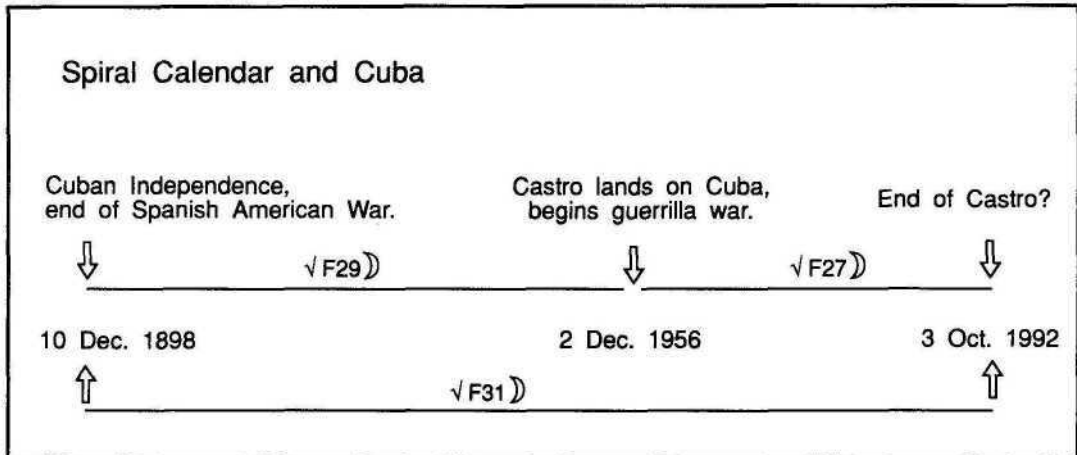 Spiral Calendar and Cuba
Cuban Independence,
end of Spanish American War.
Castro lands on Cuba,
begins guerrilla war.
End of Castro?
√F29☽
√F27☽
10 Dec. 1898
2 Dec. 1956
3 Oct. 1992
√F31☽